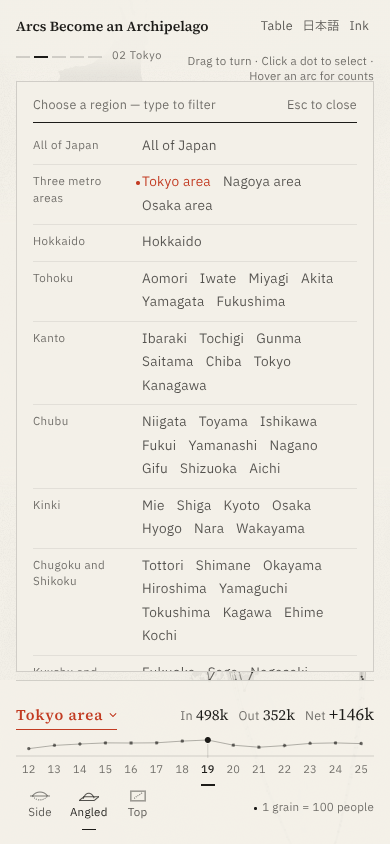 Arcs Become an Archipelago
Table 日本語 Ink
02 Tokyo
Drag to turn · Click a dot to select ·
Hover an arc for counts
Choose a region — type to filter
Esc to close
All of Japan
All of Japan
Three metro
areas
Tokyo area Nagoya area
Osaka area
Hokkaido
Hokkaido
Tohoku
Aomori Iwate Miyagi Akita
Yamagata Fukushima
Kanto
Ibaraki Tochigi Gunma
Saitama Chiba Tokyo
Kanagawa
Chubu
Niigata Toyama Ishikawa
Fukui Yamanashi Nagano
Gifu Shizuoka Aichi
Kinki
Mie Shiga Kyoto Osaka
Hyogo Nara Wakayama
Chugoku and
Shikoku
Tottori Shimane Okayama
Hiroshima Yamaguchi
Tokushima Kagawa Ehime
Kochi
Kyushu and
Fukuoka Saga Nagasaki
Tokyo area
In 498k Out 352k Net +146k
12 13 14 15 16 17 18 19 20 21 22 23 24 25
Side Angled Top
1 grain = 100 people